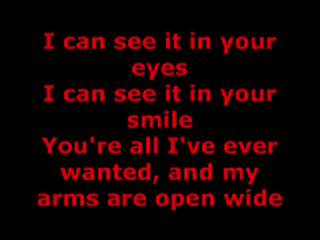 I can see it in your
eyes
I can see it in your
smile
You're all I've ever
wanted, and my
arms are open wide